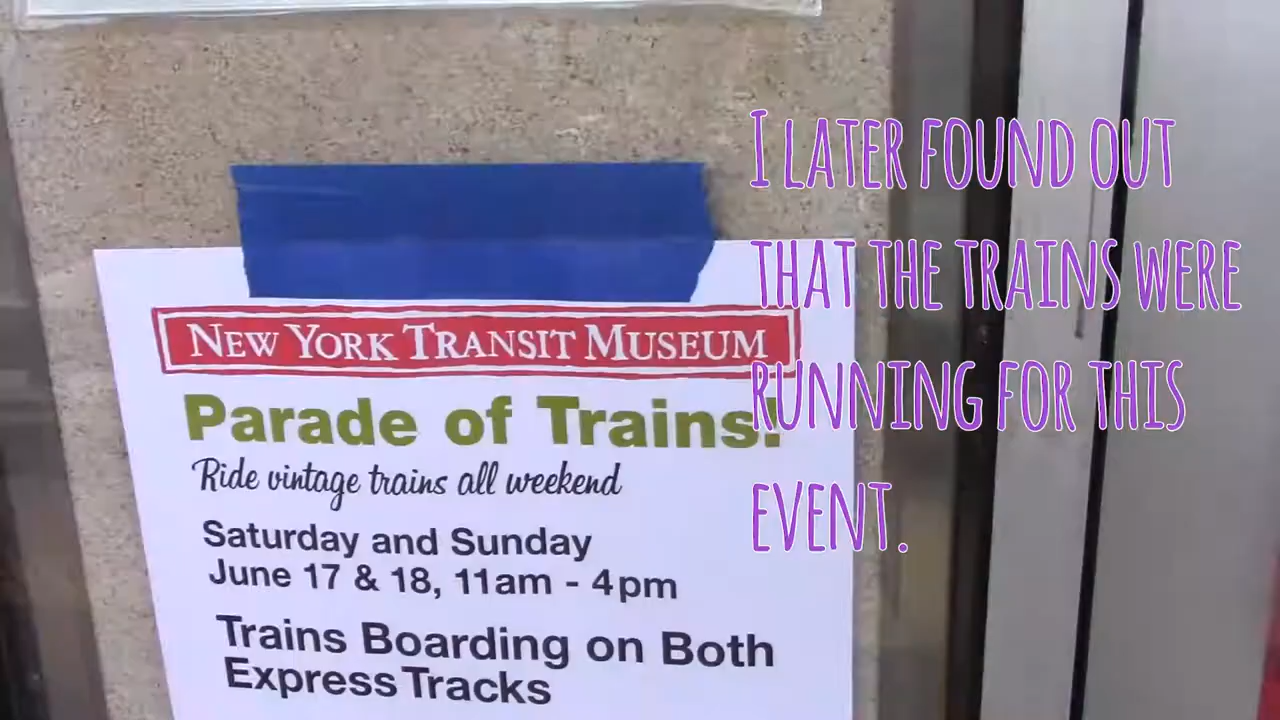 New York Transit Museum
Parade of Trains!
Ride vintage trains all weekend
Saturday and Sunday
June 17 & 18, 11am - 4pm
Trains Boarding on Both
Express Tracks
I LATER FOUND OUT
THAT THE TRAINS WERE
RUNNING FOR THIS
EVENT.